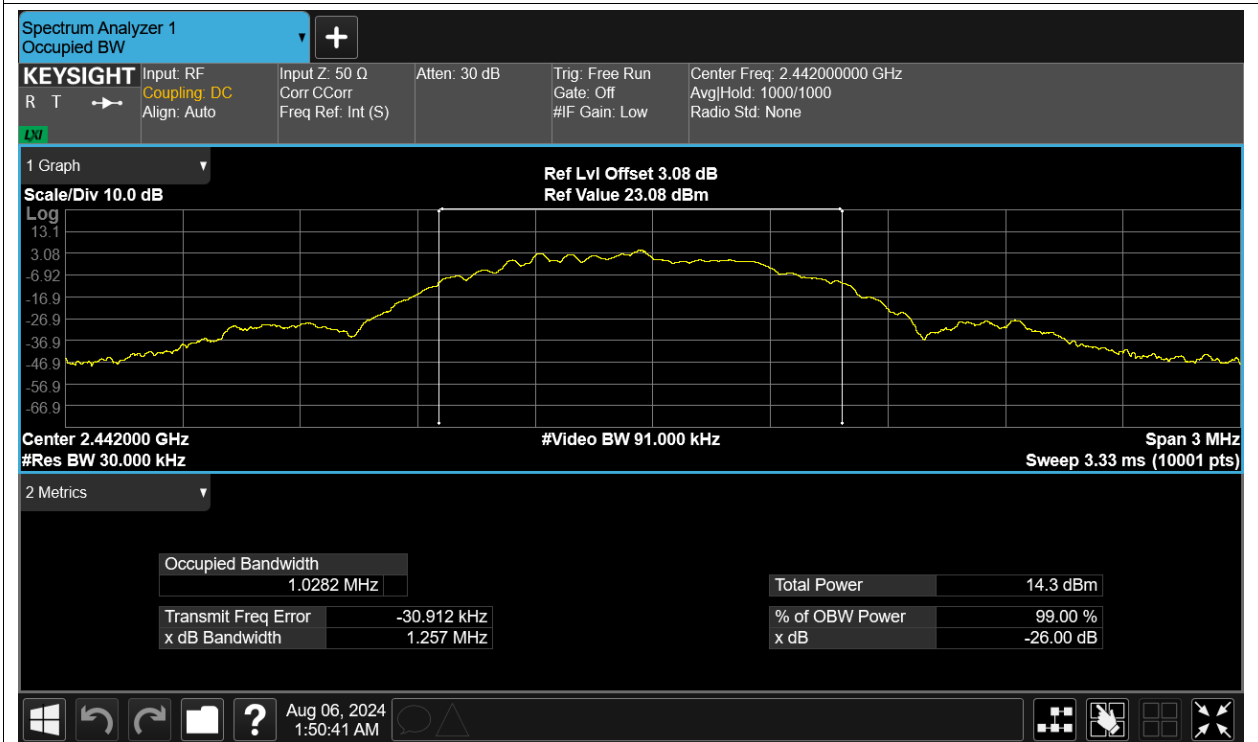 Spectrum Analyzer 1
Occupied BW
KEYSIGHT
R T
LXI
Input: RF
Coupling: DC
Align: Auto
Input Z: 50 Ω
Corr CCorr
Freq Ref: Int (S)
Atten: 30 dB
Trig: Free Run
Gate: Off
#IF Gain: Low
Center Freq: 2.442000000 GHz
Avg|Hold: 1000/1000
Radio Std: None
1 Graph
Scale/Div 10.0 dB
Ref Lvl Offset 3.08 dB
Ref Value 23.08 dBm
Log
13.1
3.08
-6.92
-16.9
-26.9
-36.9
-46.9
-56.9
-66.9
Center 2.442000 GHz
#Video BW 91.000 kHz
Span 3 MHz
#Res BW 30.000 kHz
Sweep 3.33 ms (10001 pts)
2 Metrics
Occupied Bandwidth
1.0282 MHz
Total Power 14.3 dBm
Transmit Freq Error -30.912 kHz
% of OBW Power 99.00 %
x dB Bandwidth 1.257 MHz
x dB -26.00 dB
?
Aug 06, 2024
1:50:41 AM